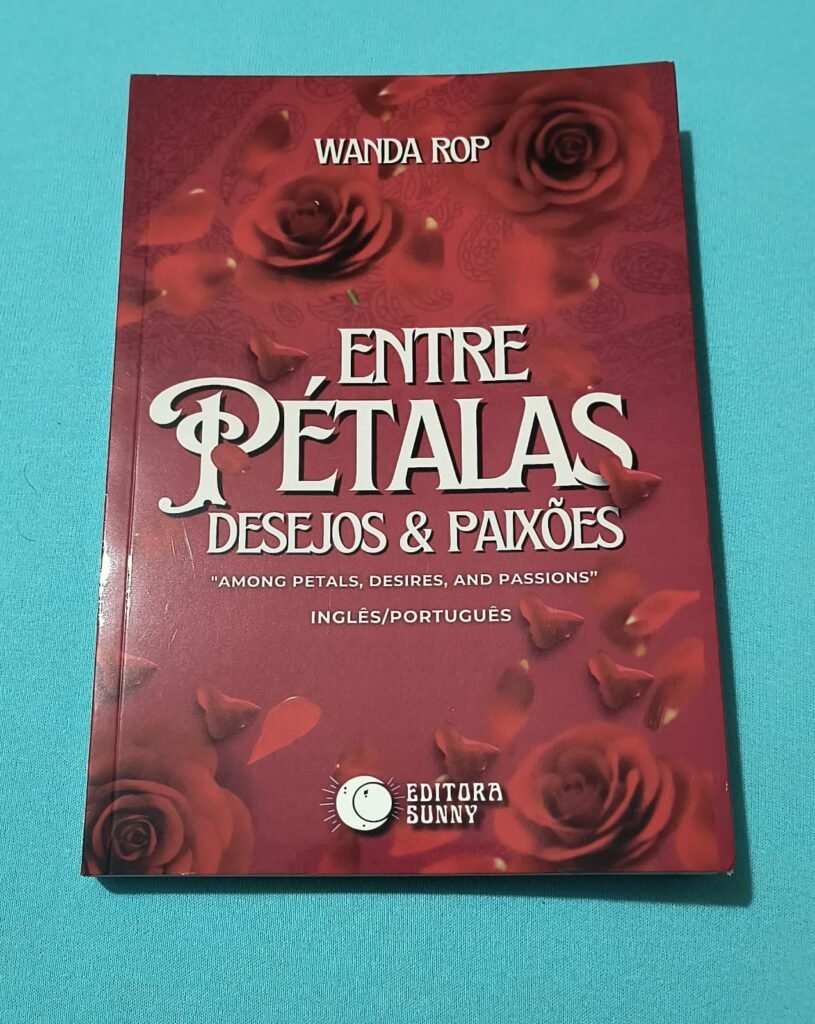 WANDA ROP
ENTRE
PÉTALAS
DESEJOS & PAIXÕES
"AMONG PETALS, DESIRES, AND PASSIONS”
INGLÊS/PORTUGUÊS
EDITORA
SUNNY